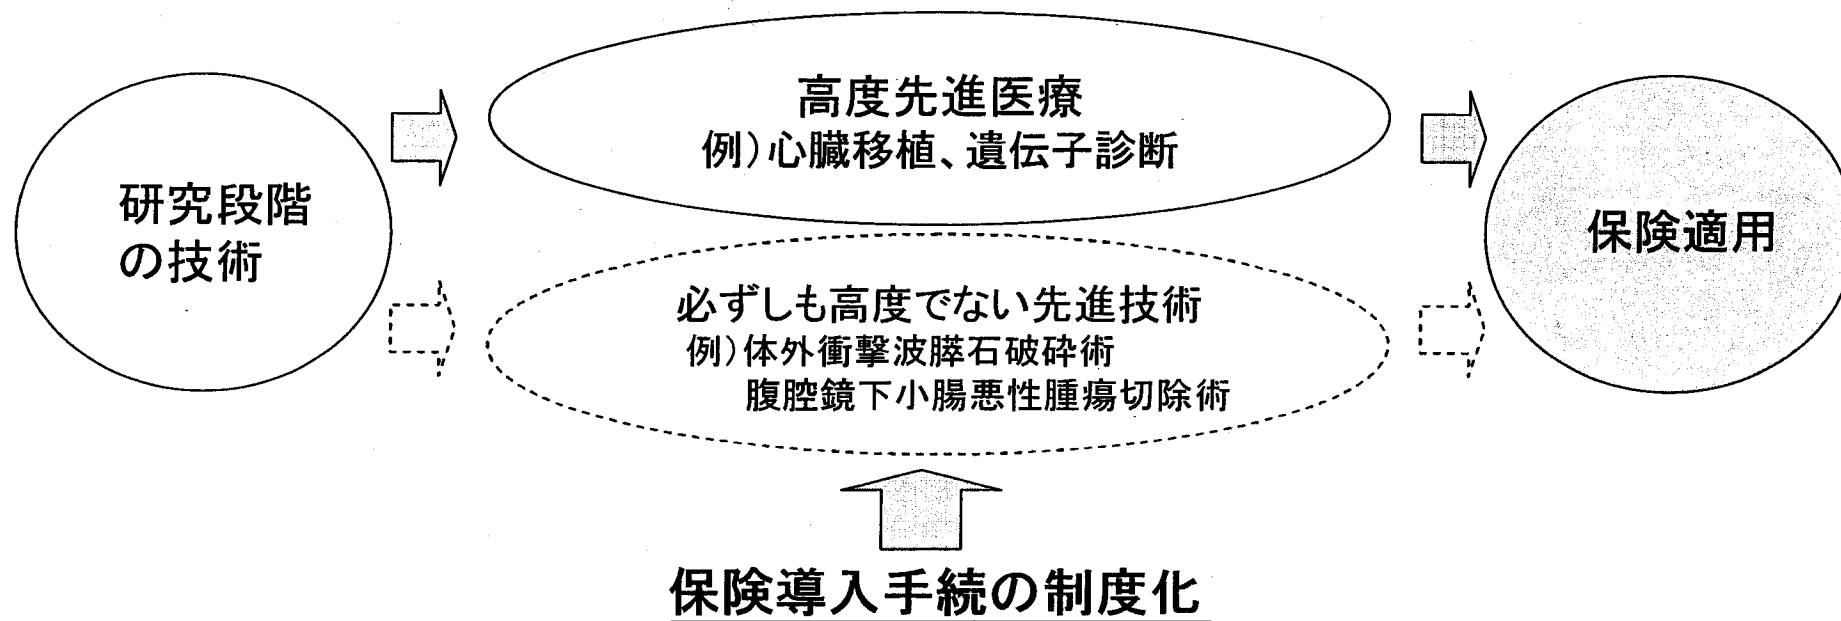 研究段階
の技術
高度先進医療
例)心臓移植、遺伝子診断
必ずしも高度でない先進技術
例)体外衝撃波膵石破砕術
腹腔鏡下小腸悪性腫瘍切除術
保険適用
保険導入手続の制度化